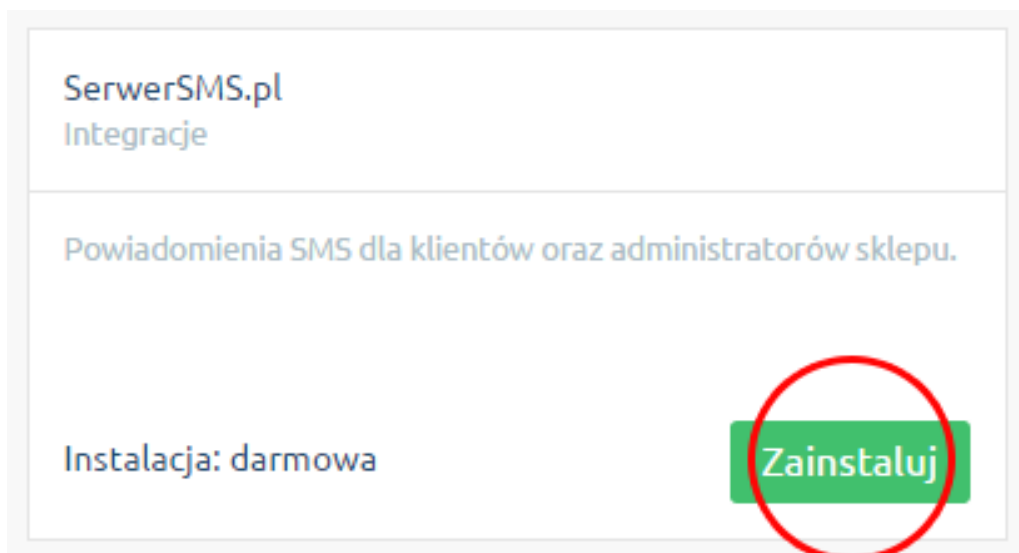 SerwerSMS.pl
Integracje
Powiadomienia SMS dla klientów oraz administratorów sklepu.
Instalacja: darmowa
Zainstaluj